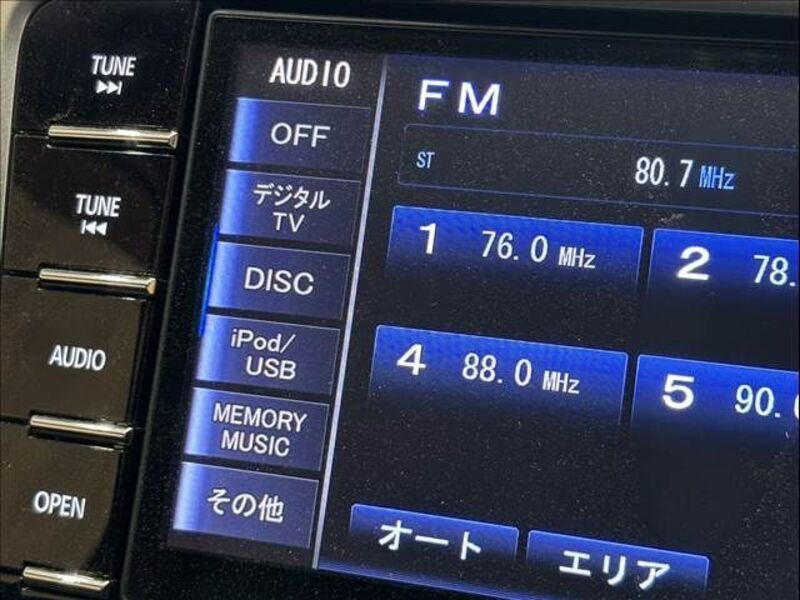 TUNE
TUNE
AUDIO
OPEN
AUDIO
OFF
デジタル
TV
DISC
iPod/
USB
MEMORY
MUSIC
その他
FM
ST 80.7 MHz
1 76.0 MHz
2 78.
4 88.0 MHz
5 90.
オート
エリア